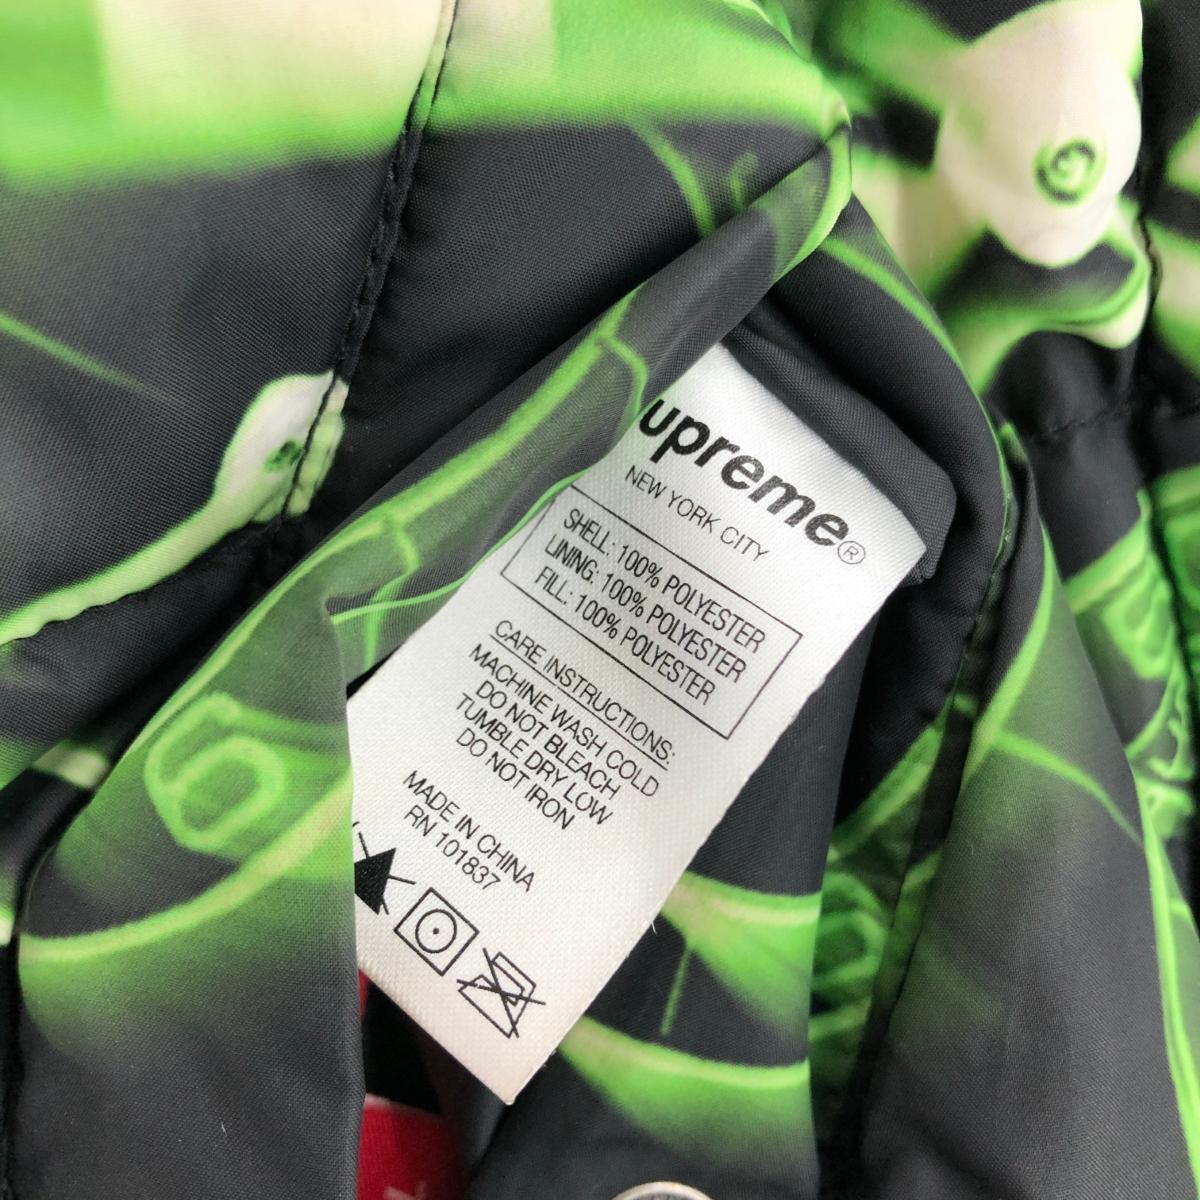 upreme®
NEW YORK CITY
SHELL: 100% POLYESTER
LINING: 100% POLYESTER
FILL: 100% POLYESTER
CARE INSTRUCTIONS:
MACHINE WASH COLD
DO NOT BLEACH
TUMBLE DRY LOW
DO NOT IRON
MADE IN CHINA
RN 101837
6